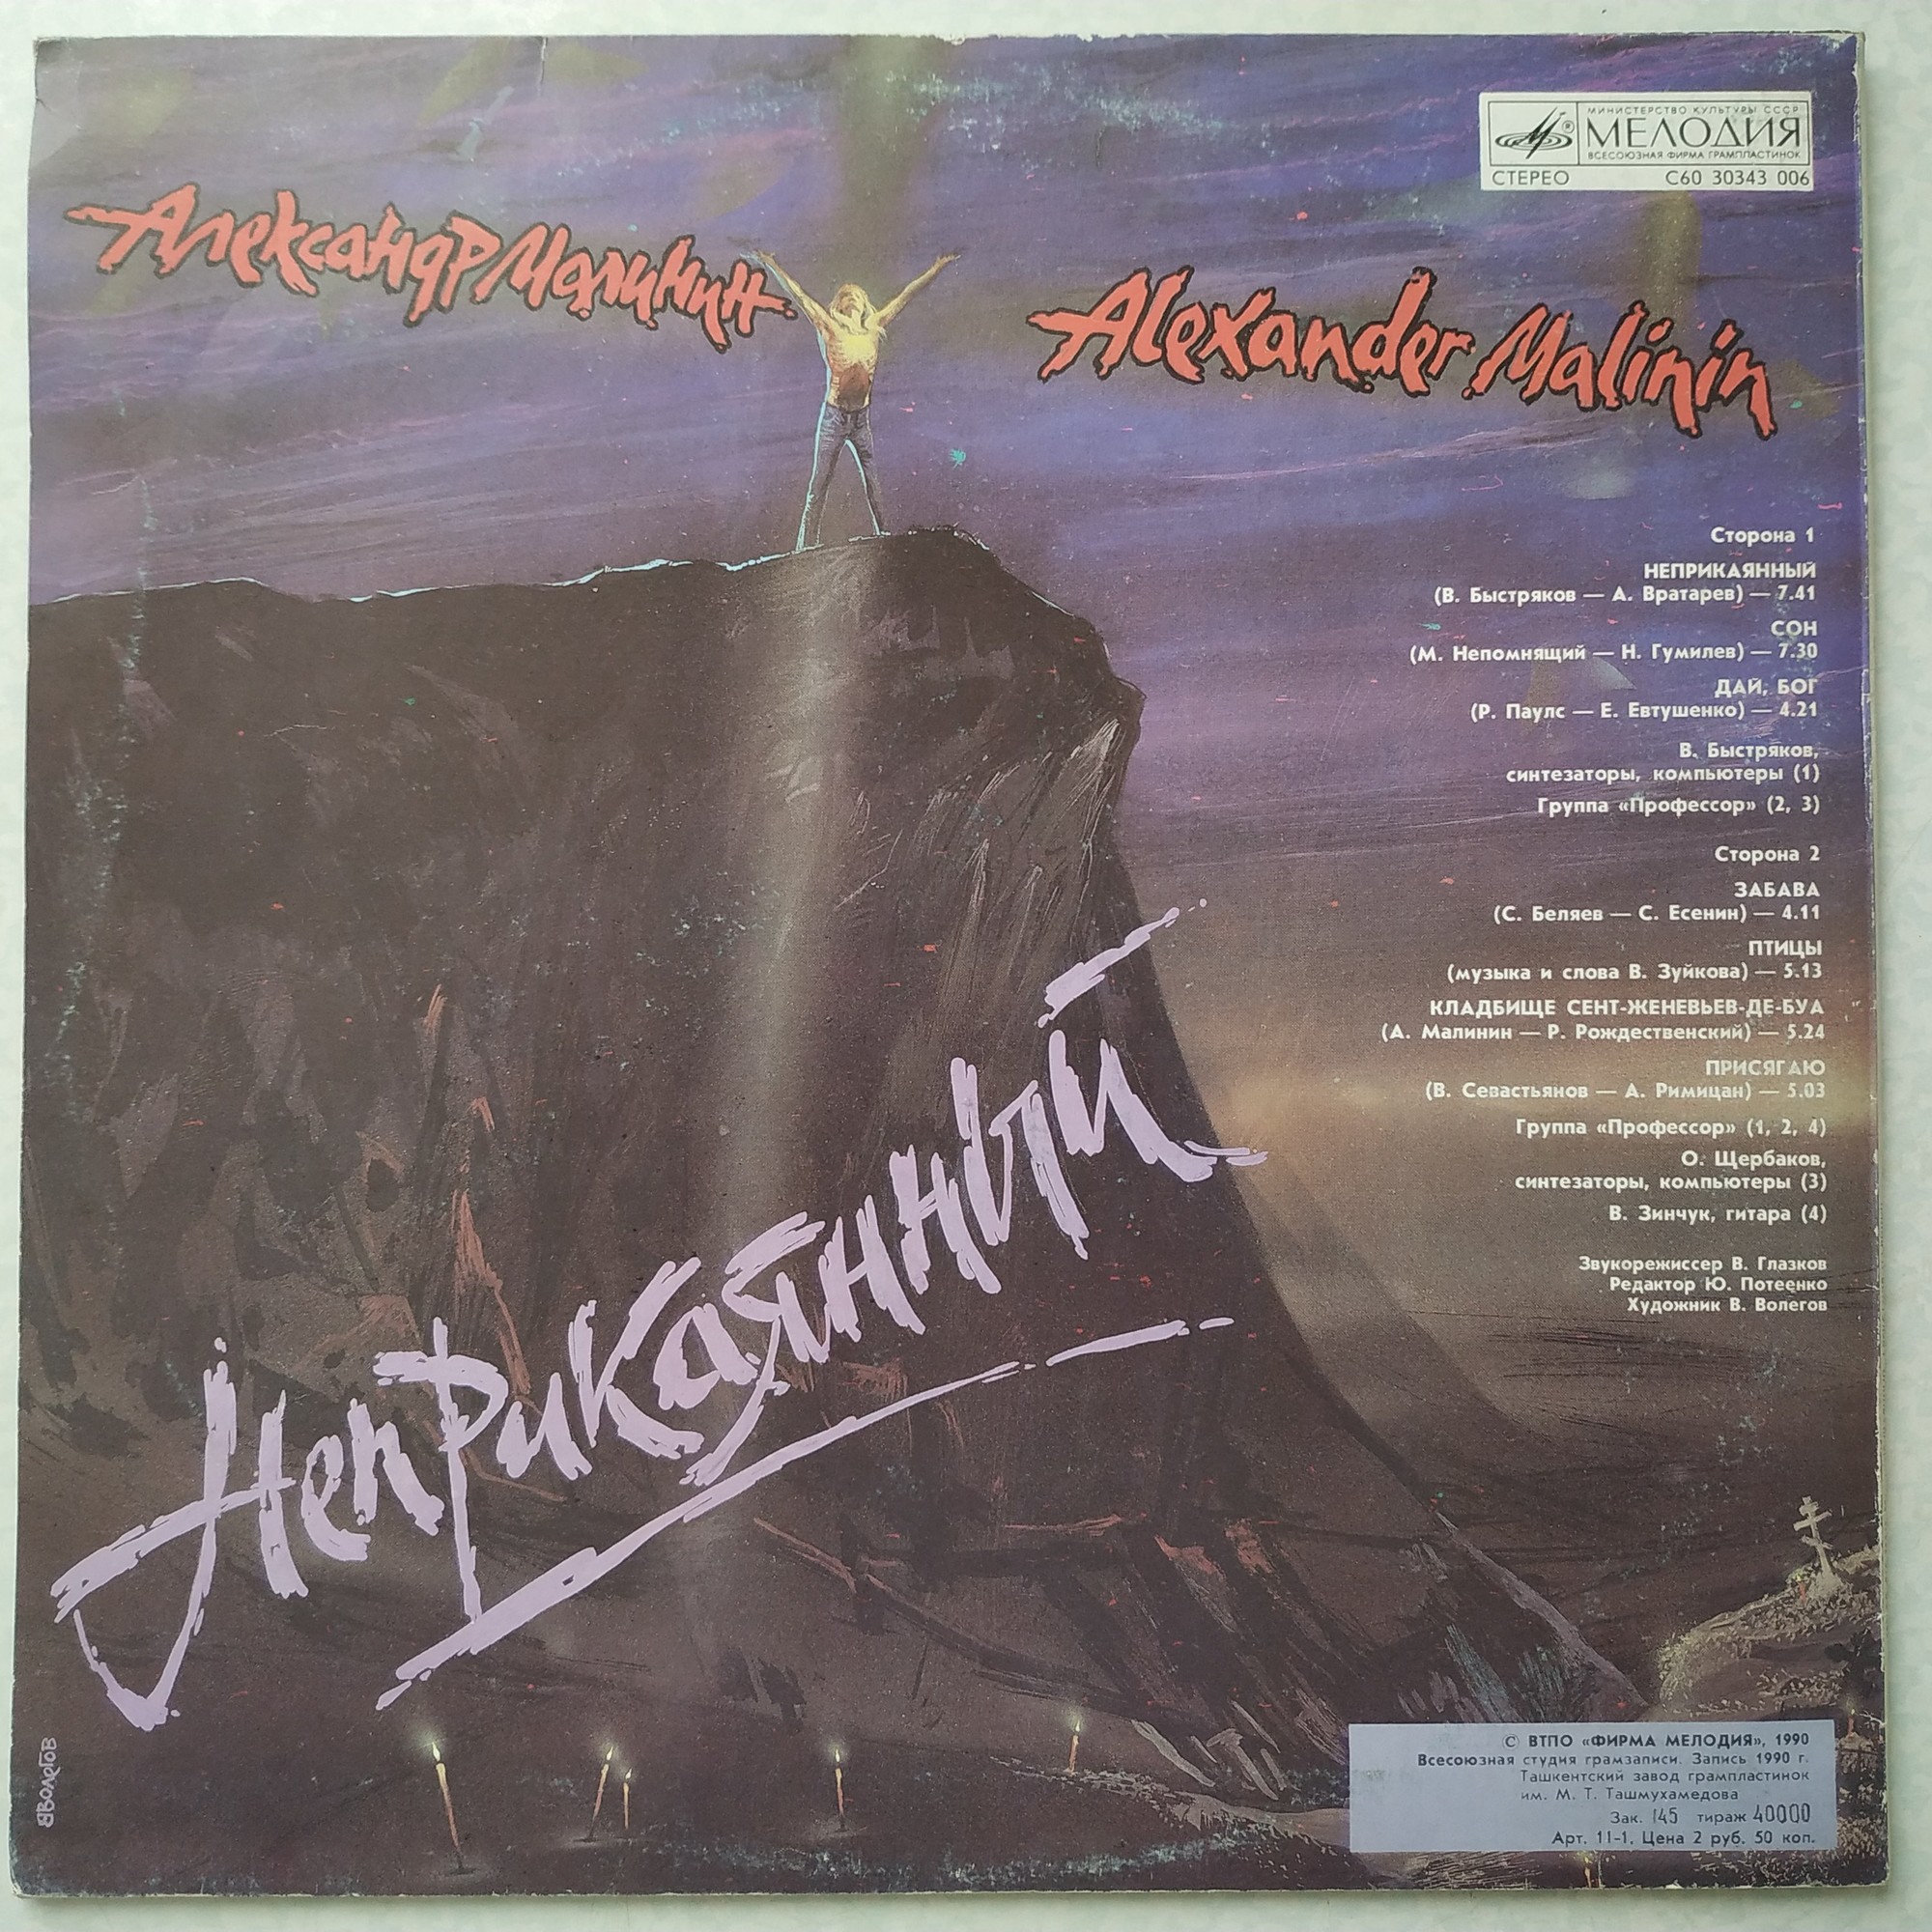 МИНИСТЕРСТВО КУЛЬТУРЫ СССР
МЕЛОДИЯ
ВСЕСОЮЗНАЯ ФИРМА ГРАМПЛАСТИНОК
СТЕРЕО С60 30343 006
Александр Малинин
Alexander Malinin
Сторона 1
НЕПРИКАЯННЫЙ
(В. Быстряков — А. Вратарев) — 7.41
СОН
(М. Непомнящий — Н. Гумилев) — 7.30
ДАЙ, БОГ
(Р. Паулс — Е. Евтушенко) — 4.21
В. Быстряков,
синтезаторы, компьютеры (1)
Группа «Профессор» (2, 3)
Сторона 2
ЗАБАВА
(С. Беляев — С. Есенин) — 4.11
ПТИЦЫ
(музыка и слова В. Зуйкова) — 5.13
КЛАДБИЩЕ СЕНТ-ЖЕНЕВЬЕВ-ДЕ-БУА
(А. Малинин — Р. Рождественский) — 5.24
ПРИСЯГАЮ
(В. Севастьянов — А. Римицан) — 5.03
Группа «Профессор» (1, 2, 4)
О. Щербаков,
синтезаторы, компьютеры (3)
В. Зинчук, гитара (4)
Звукорежиссер В. Глазков
Редактор Ю. Потеенко
Художник В. Волегов
Неприкаянный
ВВолегов
© ВТПО «ФИРМА МЕЛОДИЯ», 1990
Всесоюзная студия грамзаписи. Запись 1990 г.
Ташкентский завод грампластинок
им. М. Т. Ташмухамедова
Зак. 145 тираж 40000
Арт. 11-1. Цена 2 руб. 50 коп.